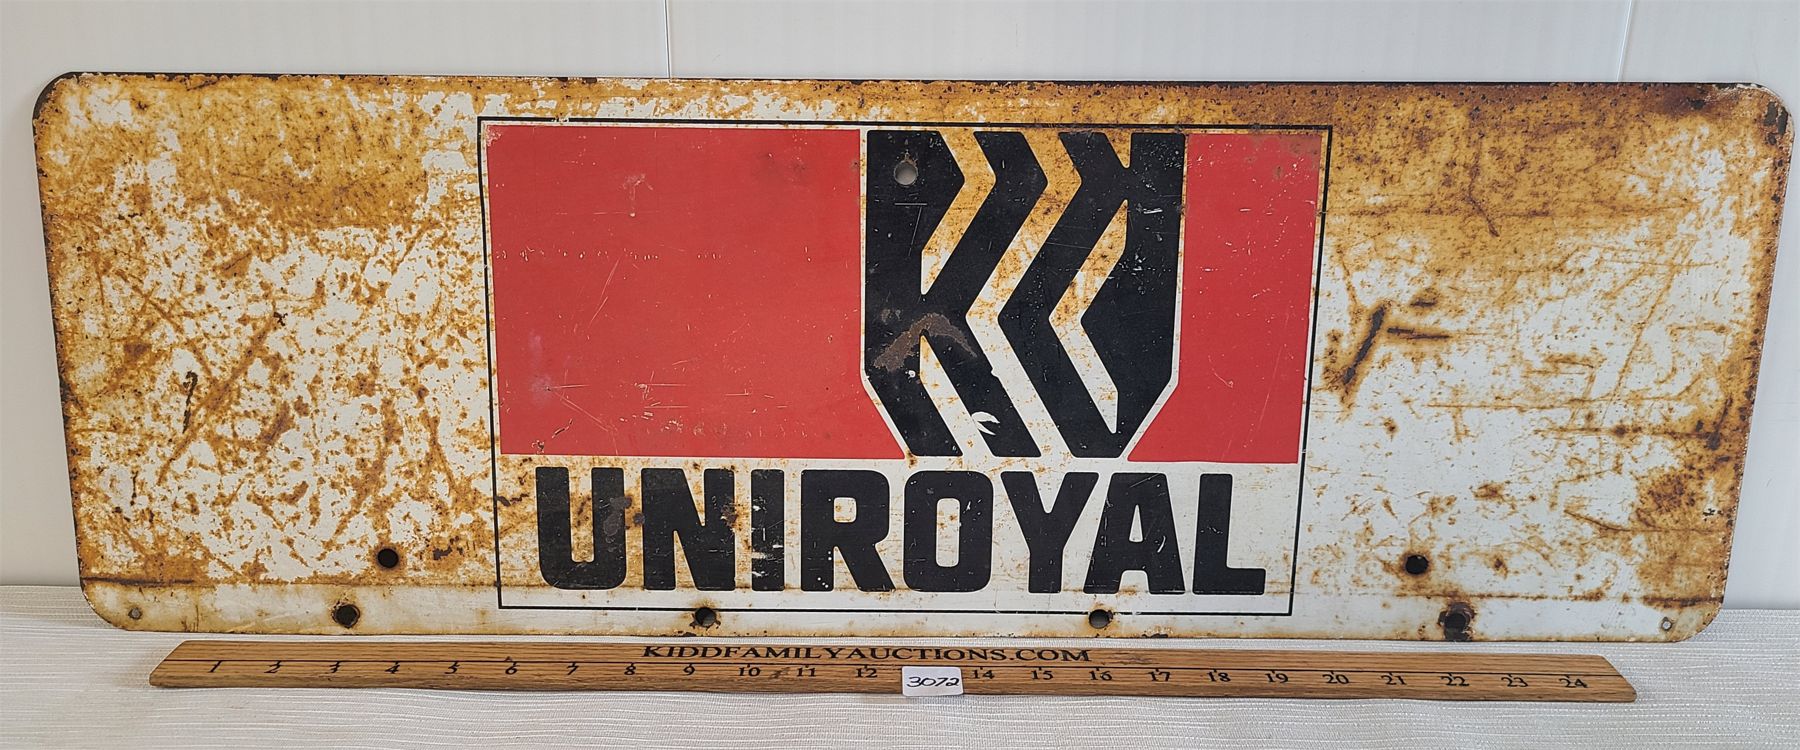 UNIROYAL
KIDDFAMILYAUCTIONS.COM
1 2 3 4 5 6 7 8 9 10 11 12 14 15 16 17 18 19 20 21 22 23 24
3072